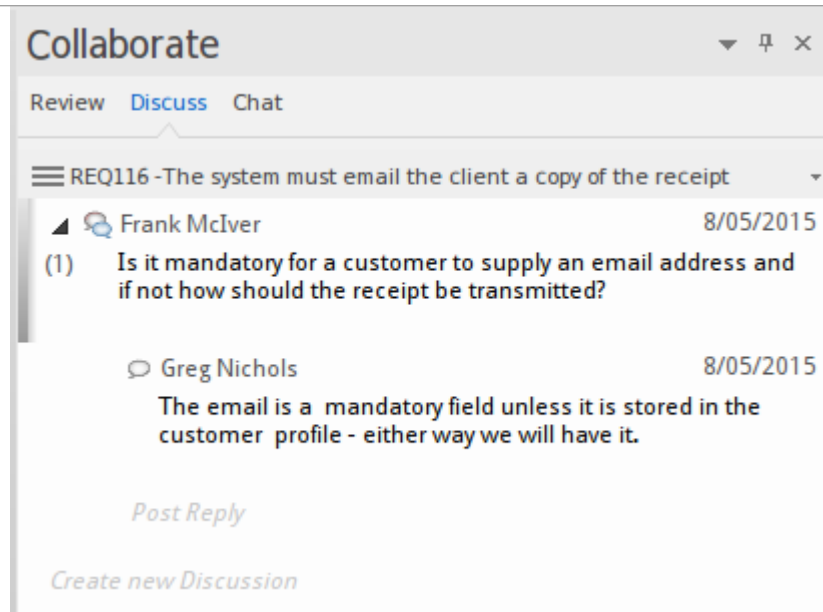 Collaborate
Review Discuss Chat
REQ116 -The system must email the client a copy of the receipt
Frank McIver 8/05/2015
(1) Is it mandatory for a customer to supply an email address and
if not how should the receipt be transmitted?
Greg Nichols 8/05/2015
The email is a mandatory field unless it is stored in the
customer profile - either way we will have it.
Post Reply
Create new Discussion